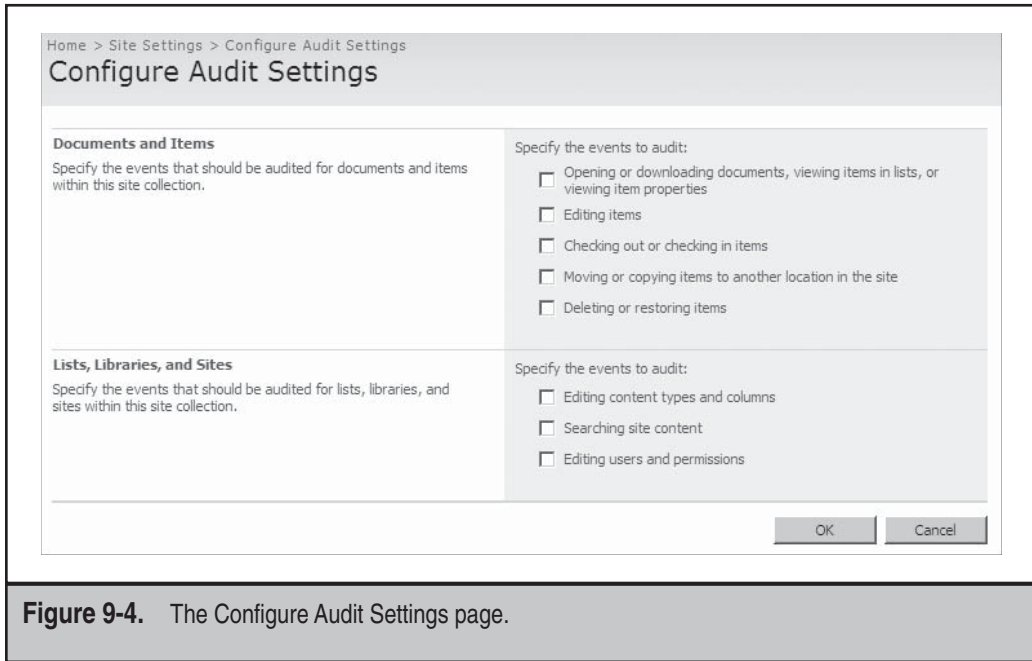 Home > Site Settings > Configure Audit Settings
Configure Audit Settings
Documents and Items
Specify the events that should be audited for documents and items
within this site collection.
Specify the events to audit:
Opening or downloading documents, viewing items in lists, or
viewing item properties
Editing items
Checking out or checking in items
Moving or copying items to another location in the site
Deleting or restoring items
Lists, Libraries, and Sites
Specify the events that should be audited for lists, libraries, and
sites within this site collection.
Specify the events to audit:
Editing content types and columns
Searching site content
Editing users and permissions
OK
Cancel
Figure 9-4. The Configure Audit Settings page.